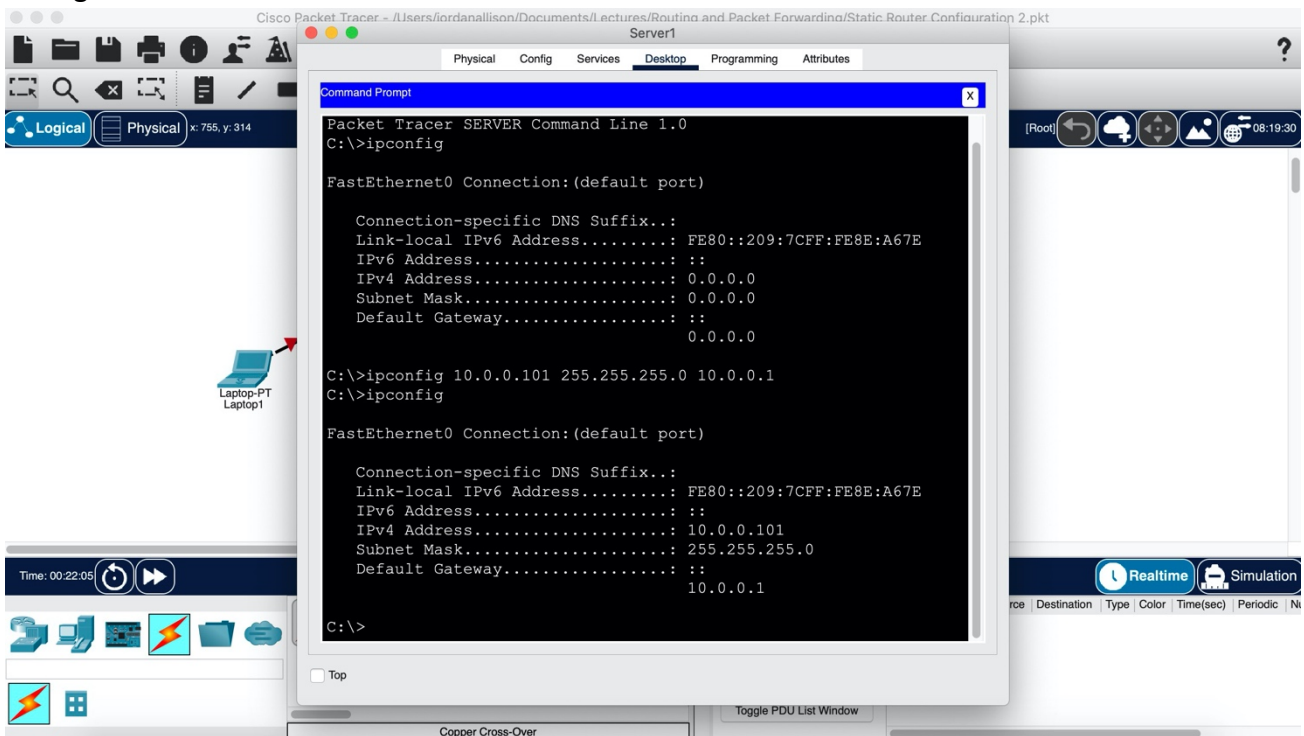 Cisco Packet Tracer - /Users/jordanallison/Documents/Lectures/Routing and Packet Forwarding/Static Router Configuration 2.pkt
Server1
?
Physical Config Services Desktop Programming Attributes
Command Prompt
X
Logical Physical x: 755, y: 314
[Root] 08:19:30
Packet Tracer SERVER Command Line 1.0
C:\>ipconfig
FastEthernet0 Connection:(default port)
Connection-specific DNS Suffix..:
Link-local IPv6 Address.........: FE80::209:7CFF:FE8E:A67E
IPv6 Address....................: ::
IPv4 Address....................: 0.0.0.0
Subnet Mask.....................: 0.0.0.0
Default Gateway.................: ::
0.0.0.0
Laptop-PT
Laptop1
C:\>ipconfig 10.0.0.101 255.255.255.0 10.0.0.1
C:\>ipconfig
FastEthernet0 Connection:(default port)
Connection-specific DNS Suffix..:
Link-local IPv6 Address.........: FE80::209:7CFF:FE8E:A67E
IPv6 Address....................: ::
IPv4 Address....................: 10.0.0.101
Subnet Mask.....................: 255.255.255.0
Default Gateway.................: ::
10.0.0.1
C:\>
Time: 00:22:05
Realtime Simulation
Destination Type Color Time(sec) Periodic
Top
Toggle PDU List Window
Copper Cross-Over